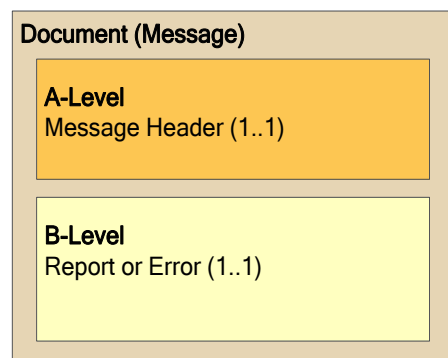 Document (Message)
A-Level
Message Header (1..1)
B-Level
Report or Error (1..1)